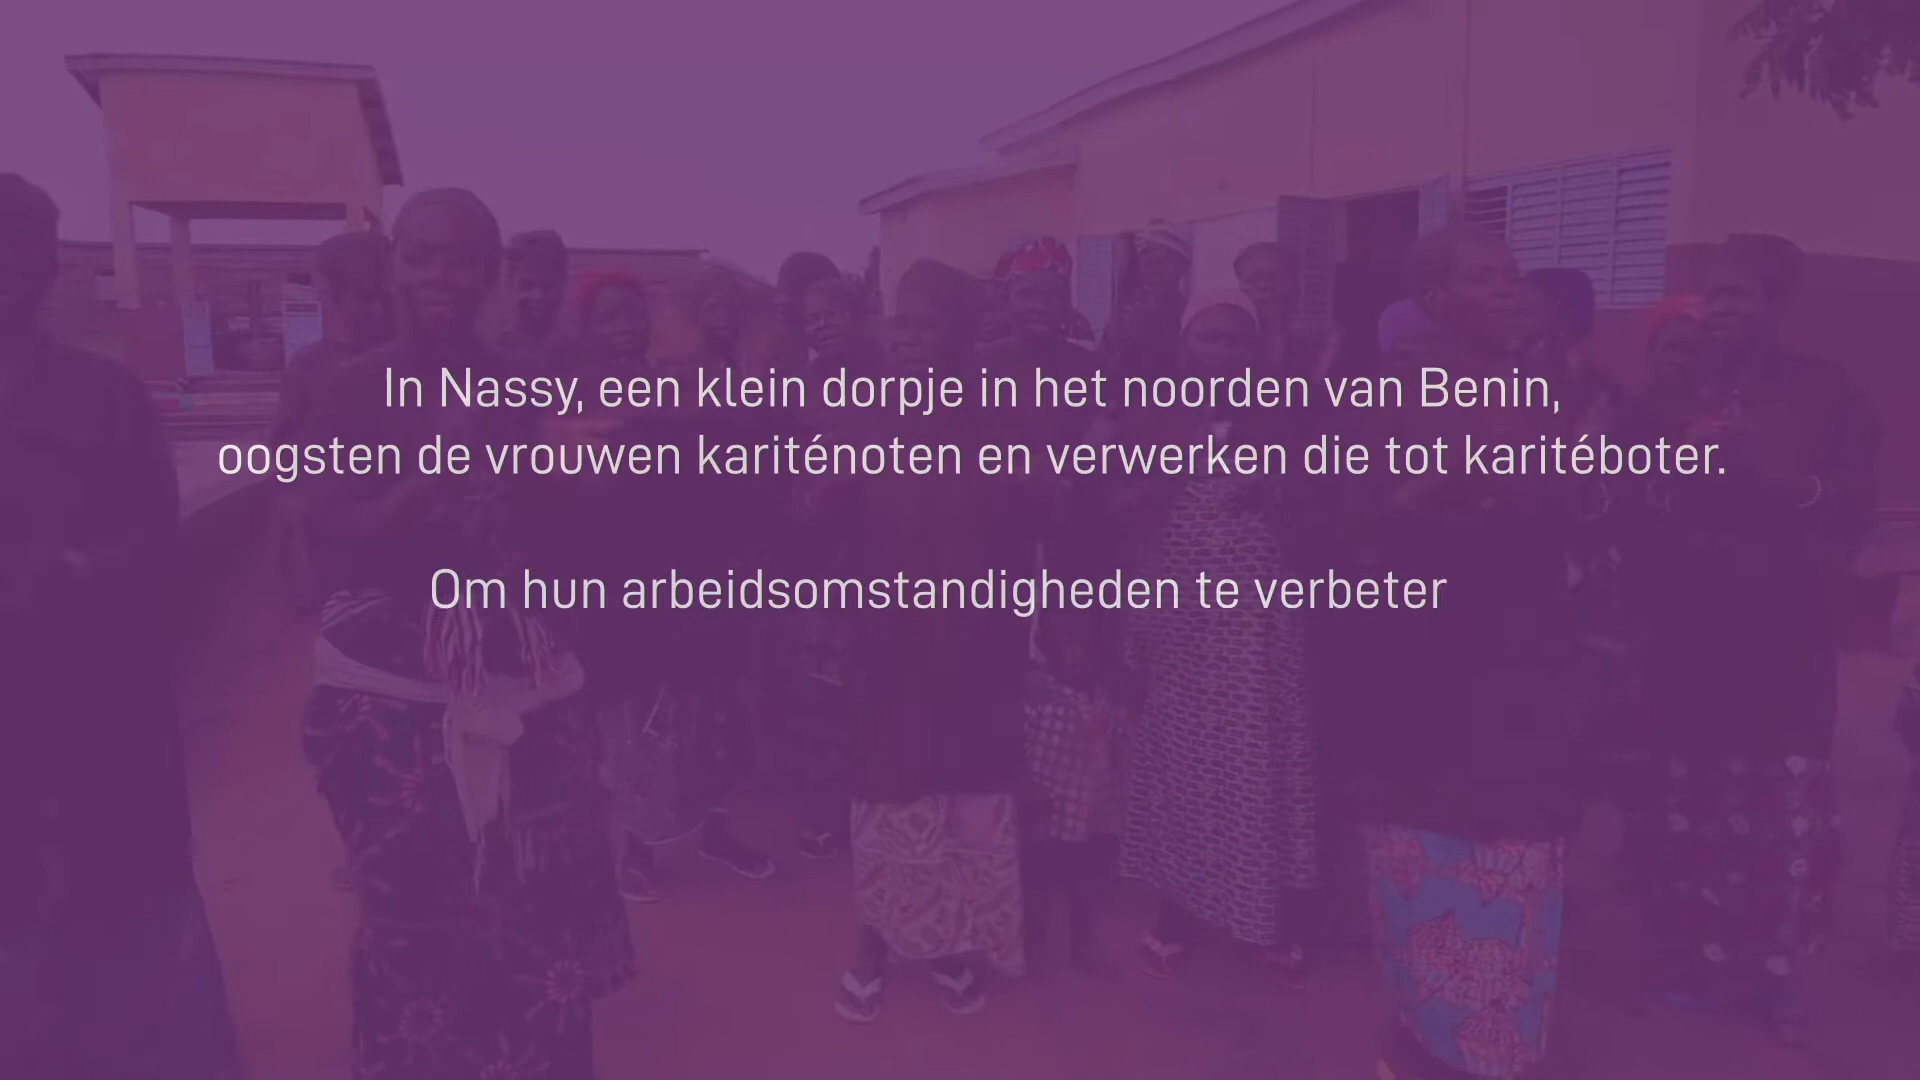 In Nassy, een klein dorpje in het noorden van Benin,
oogsten de vrouwen kariténoten en verwerken die tot karitéboter.
Om hun arbeidsomstandigheden te verbeter